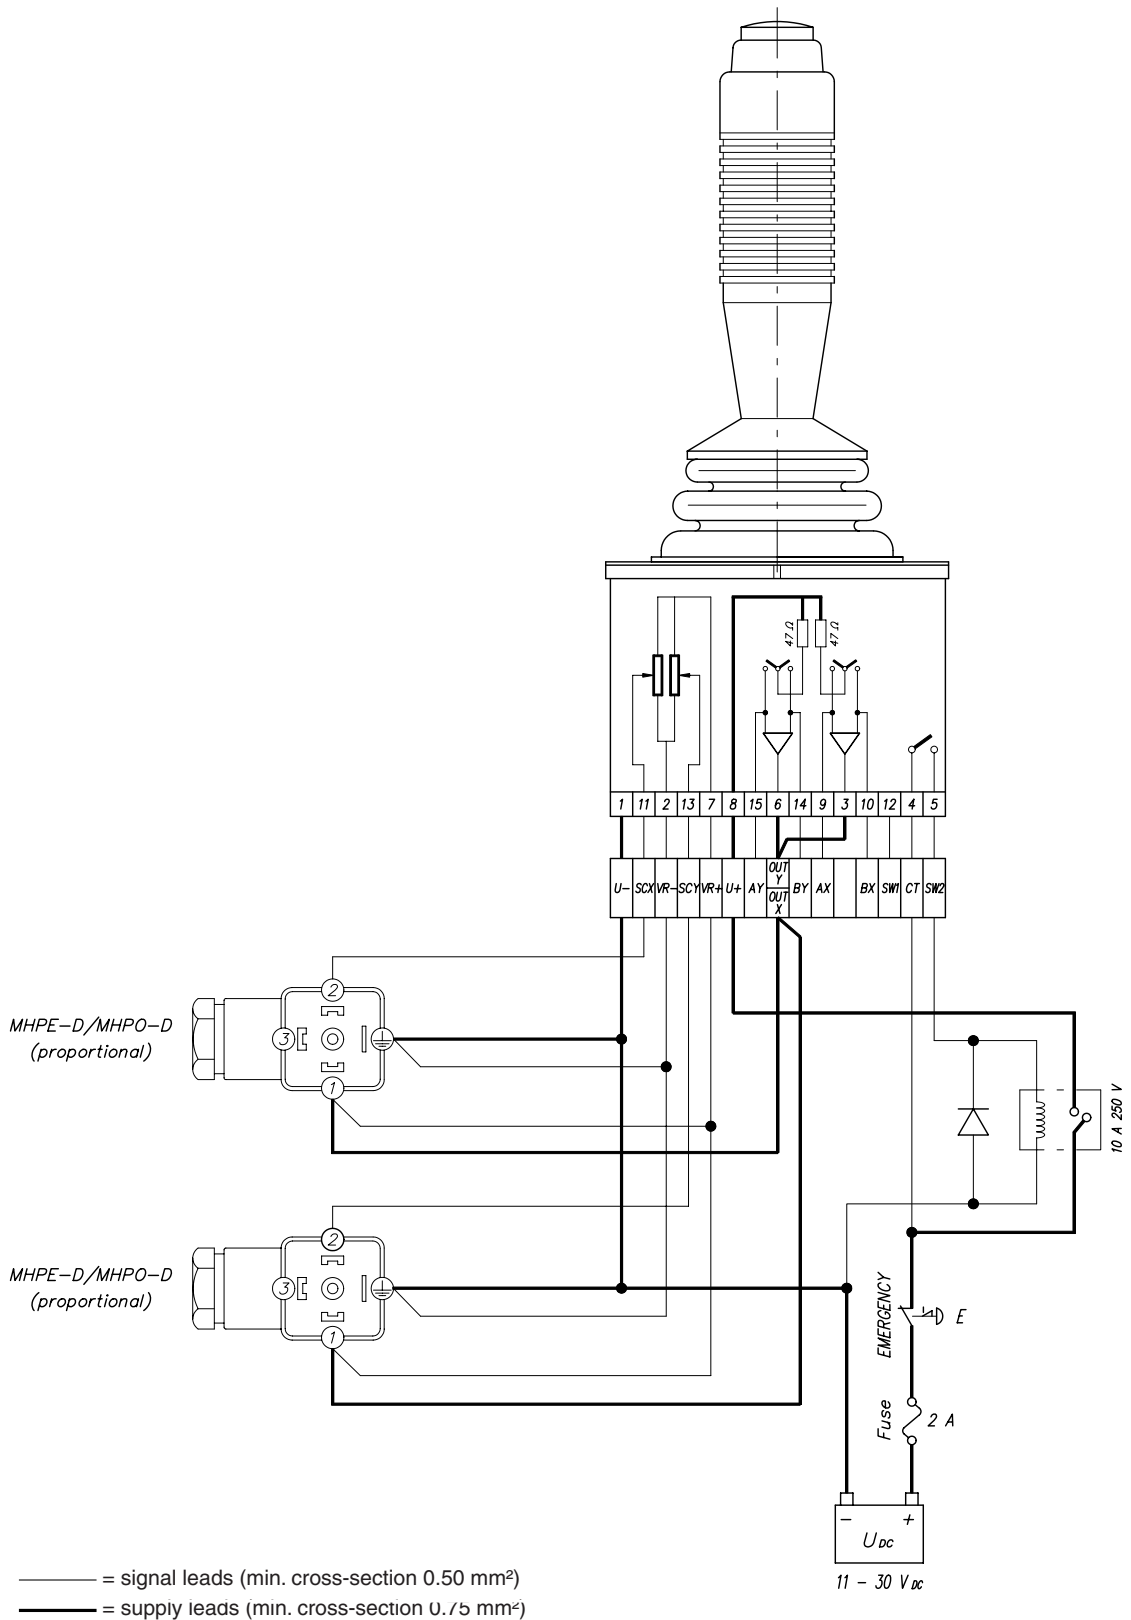 47 Ω
47 Ω
1 11 2 13 7 8 15 6 14 9 3 10 12 4 5
U- SCX VR- SCY VR+ U+ AY OUT Y OUT X BY AX BX SW1 CT SW2
MHPE-D/MHPO-D
(proportional)
2
3
1
10 A 250 V
MHPE-D/MHPO-D
(proportional)
2
3
1
EMERGENCY
E
Fuse
2 A
- +
U DC
11 - 30 V DC
= signal leads (min. cross-section 0.50 mm²)
= supply leads (min. cross-section 0.75 mm²)